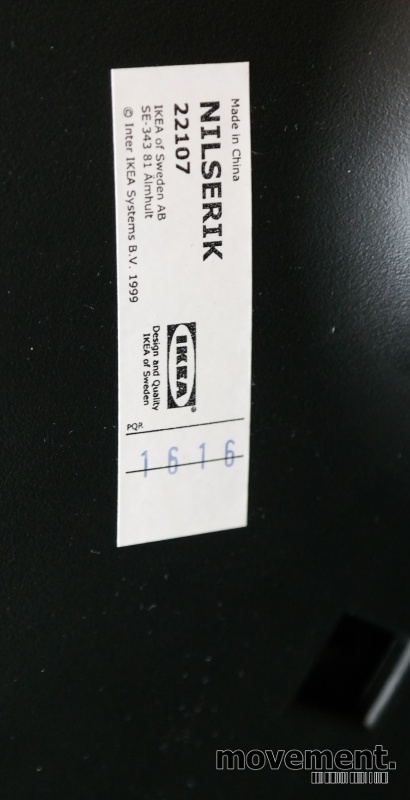 Made in China
NILSERIK
22107
IKEA of Sweden AB
SE-343 81 Älmhult
© Inter IKEA Systems B.V. 1999
IKEA®
Design and Quality
IKEA of Sweden
PQR
1616
movement.